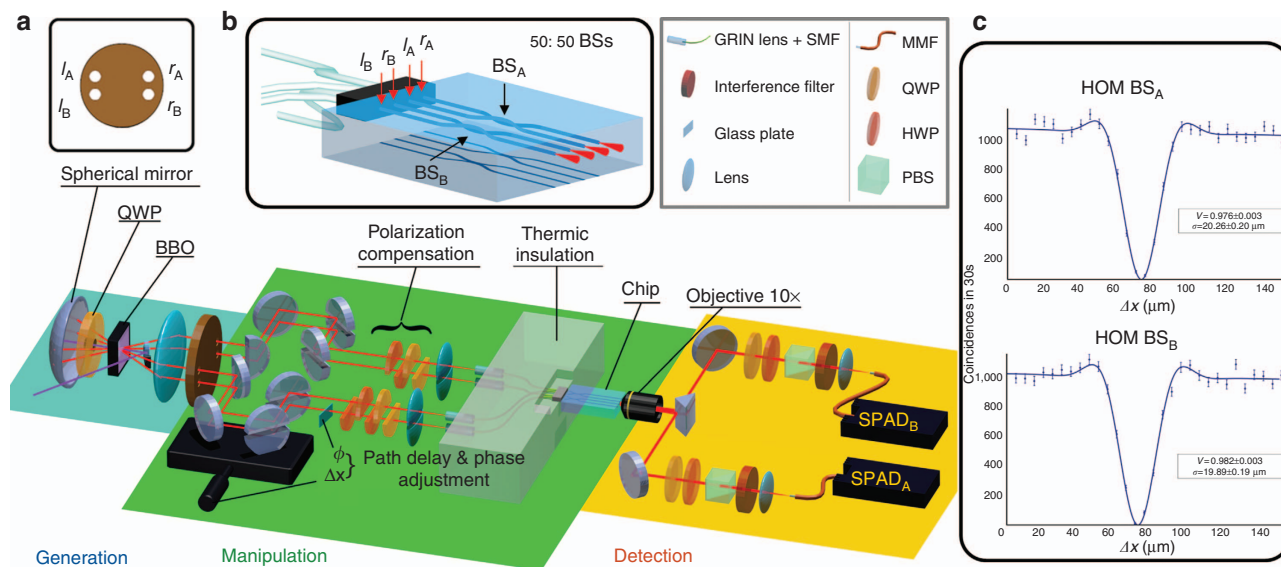 a
l_A
r_A
l_B
r_B
b
50: 50 BSs
l_B
r_B
l_A
r_A
BS_A
BS_B
GRIN lens + SMF
MMF
Interference filter
QWP
Glass plate
HWP
Lens
PBS
Spherical mirror
QWP
BBO
Polarization
compensation
Thermic
insulation
Chip
Objective 10×
ϕ
Δx
}
Path delay & phase
adjustment
SPAD_B
SPAD_A
Generation
Manipulation
Detection
c
HOM BS_A
1000
800
600
400
200
V=0.976±0.003
σ=20.26±0.20 μm
0
20
40
60
80
100
120
140
Δx (μm)
Coincidences in 30s
HOM BS_B
1,000
800
600
400
200
0
V=0.982±0.003
σ=19.89±0.19 μm
0
20
40
60
80
100
120
140
Δx (μm)